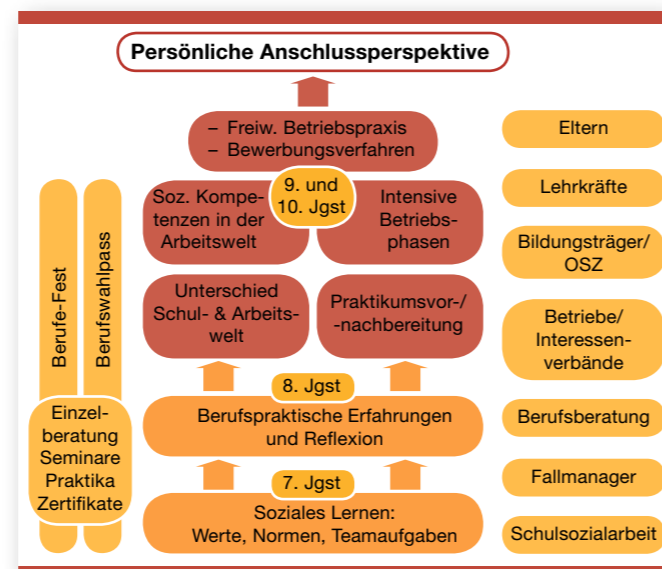 Persönliche Anschlussperspektive
– Freiw. Betriebspraxis
– Bewerbungsverfahren
9. und
10. Jgst
Soz. Kompe-
tenzen in der
Arbeitswelt
Intensive
Betriebs-
phasen
Unterschied
Schul- & Arbeits-
welt
Praktikumsvor-/
-nachbereitung
8. Jgst
Berufspraktische Erfahrungen
und Reflexion
7. Jgst
Soziales Lernen:
Werte, Normen, Teamaufgaben
Berufe-Fest
Berufswahlpass
Einzel-
beratung
Seminare
Praktika
Zertifikate
Eltern
Lehrkräfte
Bildungsträger/
OSZ
Betriebe/
Interessen-
verbände
Berufsberatung
Fallmanager
Schulsozialarbeit